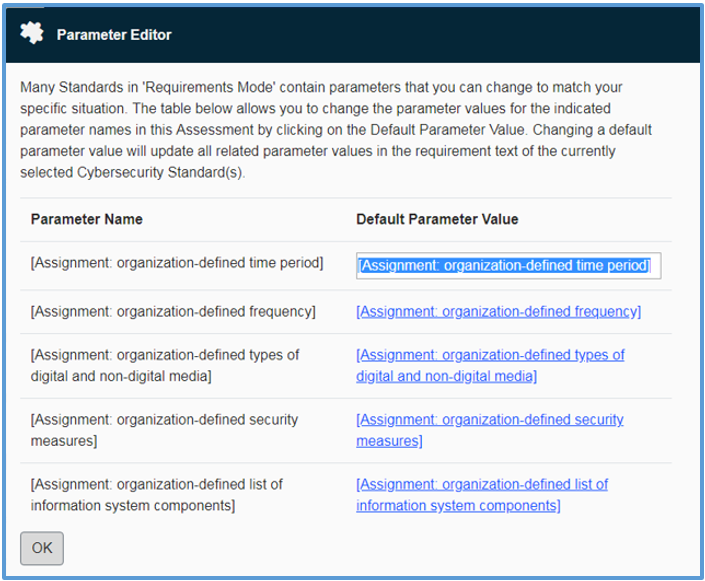 Parameter Editor
Many Standards in 'Requirements Mode' contain parameters that you can change to match your
specific situation. The table below allows you to change the parameter values for the indicated
parameter names in this Assessment by clicking on the Default Parameter Value. Changing a default
parameter value will update all related parameter values in the requirement text of the currently
selected Cybersecurity Standard(s).
Parameter Name Default Parameter Value
[Assignment: organization-defined time period] [Assignment: organization-defined time period]
[Assignment: organization-defined frequency] [Assignment: organization-defined frequency]
[Assignment: organization-defined types of [Assignment: organization-defined types of
digital and non-digital media] digital and non-digital media]
[Assignment: organization-defined security [Assignment: organization-defined security
measures] measures]
[Assignment: organization-defined list of [Assignment: organization-defined list of
information system components] information system components]
OK